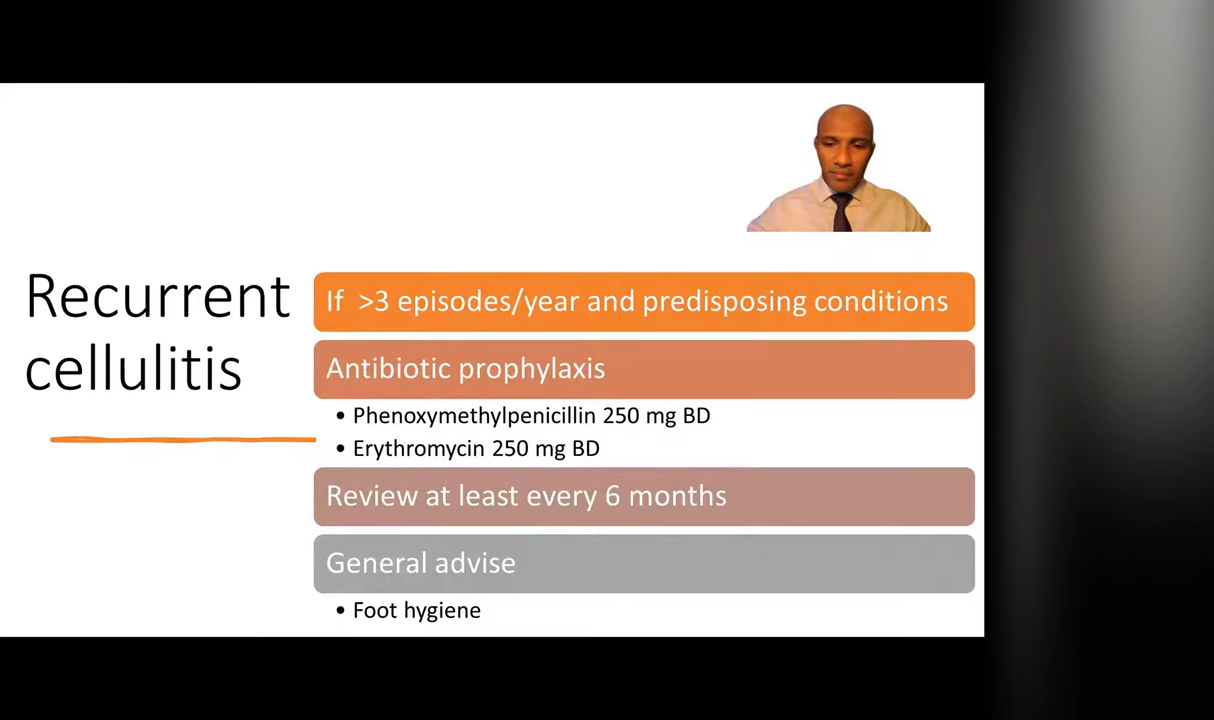 Recurrent
cellulitis
If >3 episodes/year and predisposing conditions
Antibiotic prophylaxis
• Phenoxymethylpenicillin 250 mg BD
• Erythromycin 250 mg BD
Review at least every 6 months
General advise
• Foot hygiene